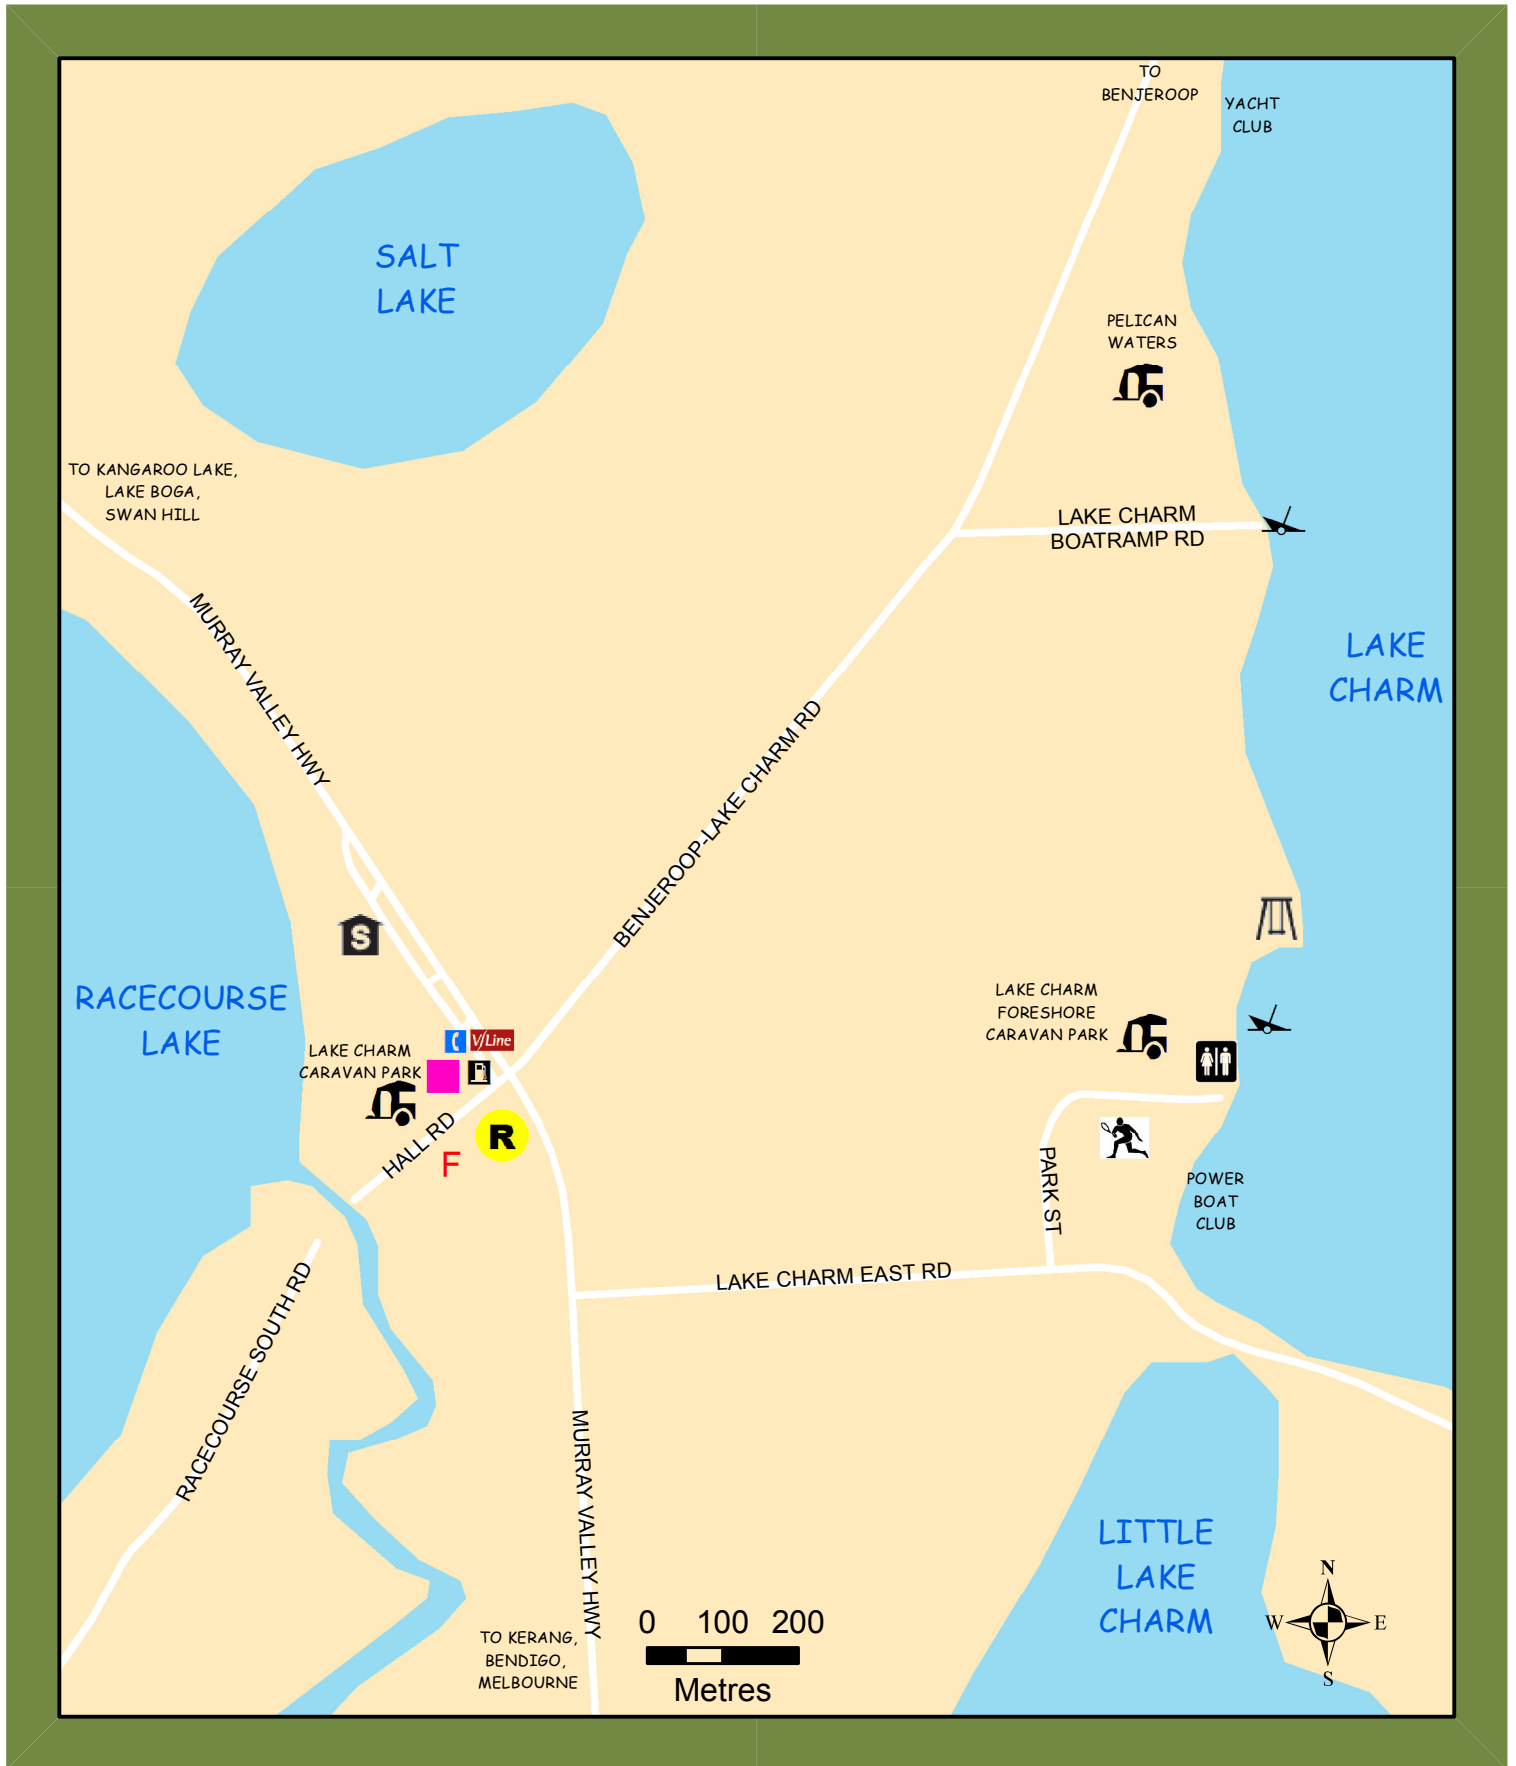 TO
BENJEROOP
YACHT
CLUB
SALT
LAKE
PELICAN
WATERS
TO KANGAROO LAKE,
LAKE BOGA,
SWAN HILL
LAKE CHARM
BOATRAMP RD
MURRAY VALLEY HWY
LAKE
CHARM
BENJEROOP-LAKE CHARM RD
S
RACECOURSE
LAKE
LAKE CHARM
FORESHORE
CARAVAN PARK
V/Line
LAKE CHARM
CARAVAN PARK
HALL RD
R
F
PARK ST
POWER
BOAT
CLUB
LAKE CHARM EAST RD
RACECOURSE SOUTH RD
MURRAY VALLEY HWY
LITTLE
LAKE
CHARM
N
W E
S
0 100 200
Metres
TO KERANG,
BENDIGO,
MELBOURNE